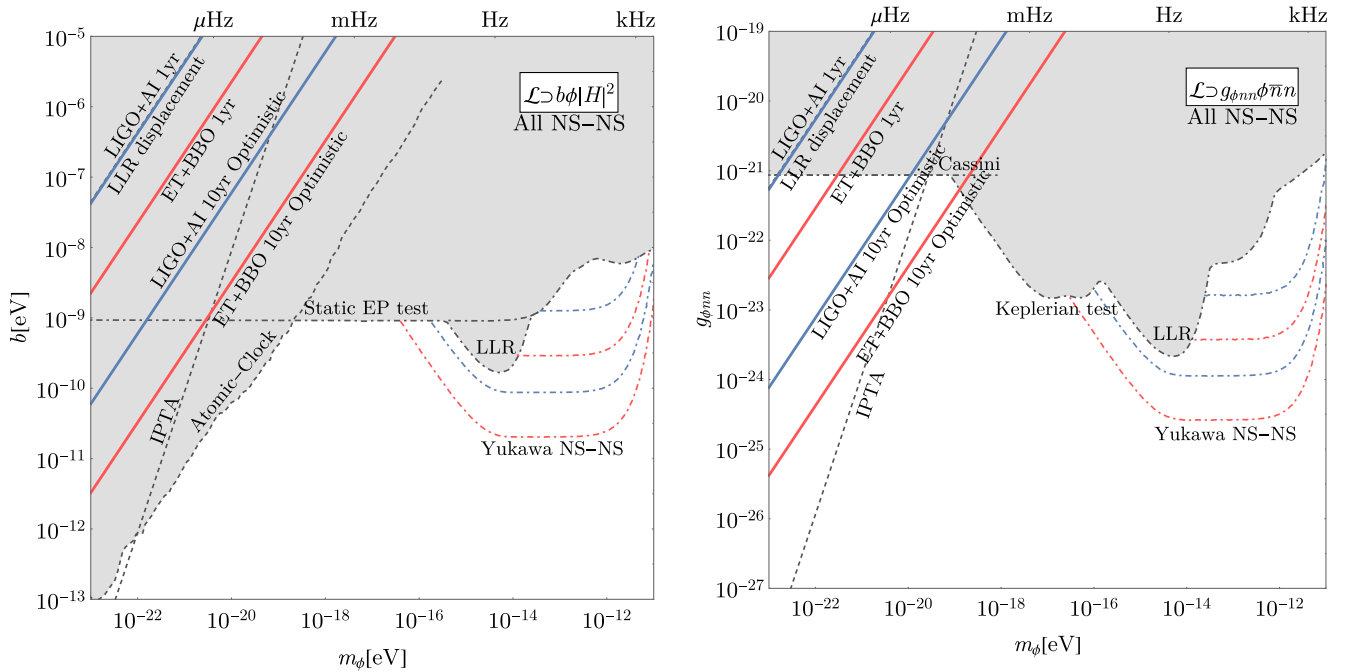 μHz mHz Hz kHz
10^-5
10^-6
10^-7
10^-8
10^-9
10^-10
10^-11
10^-12
10^-13
b[eV]
LIGO+AI 1yr
LLR displacement
ET+BBO 1yr
LIGO+AI 10yr Optimistic
ET+BBO 10yr Optimistic
ℒ⊃bϕ|H|^2
All NS−NS
Static EP test
LLR
Atomic−Clock
IPTA
Yukawa NS−NS
10^-22 10^-20 10^-18 10^-16 10^-14 10^-12
m_ϕ[eV]
μHz mHz Hz kHz
10^-19
10^-20
10^-21
10^-22
10^-23
10^-24
10^-25
10^-26
10^-27
g_ϕnn
LIGO+AI 1yr
LLR displacement
ET+BBO 1yr
LIGO+AI 10yr Optimistic
ET+BBO 10yr Optimistic
ℒ⊃g_ϕnn ϕn̅n
All NS−NS
Cassini
Keplerian test
LLR
IPTA
Yukawa NS−NS
10^-22 10^-20 10^-18 10^-16 10^-14 10^-12
m_ϕ[eV]